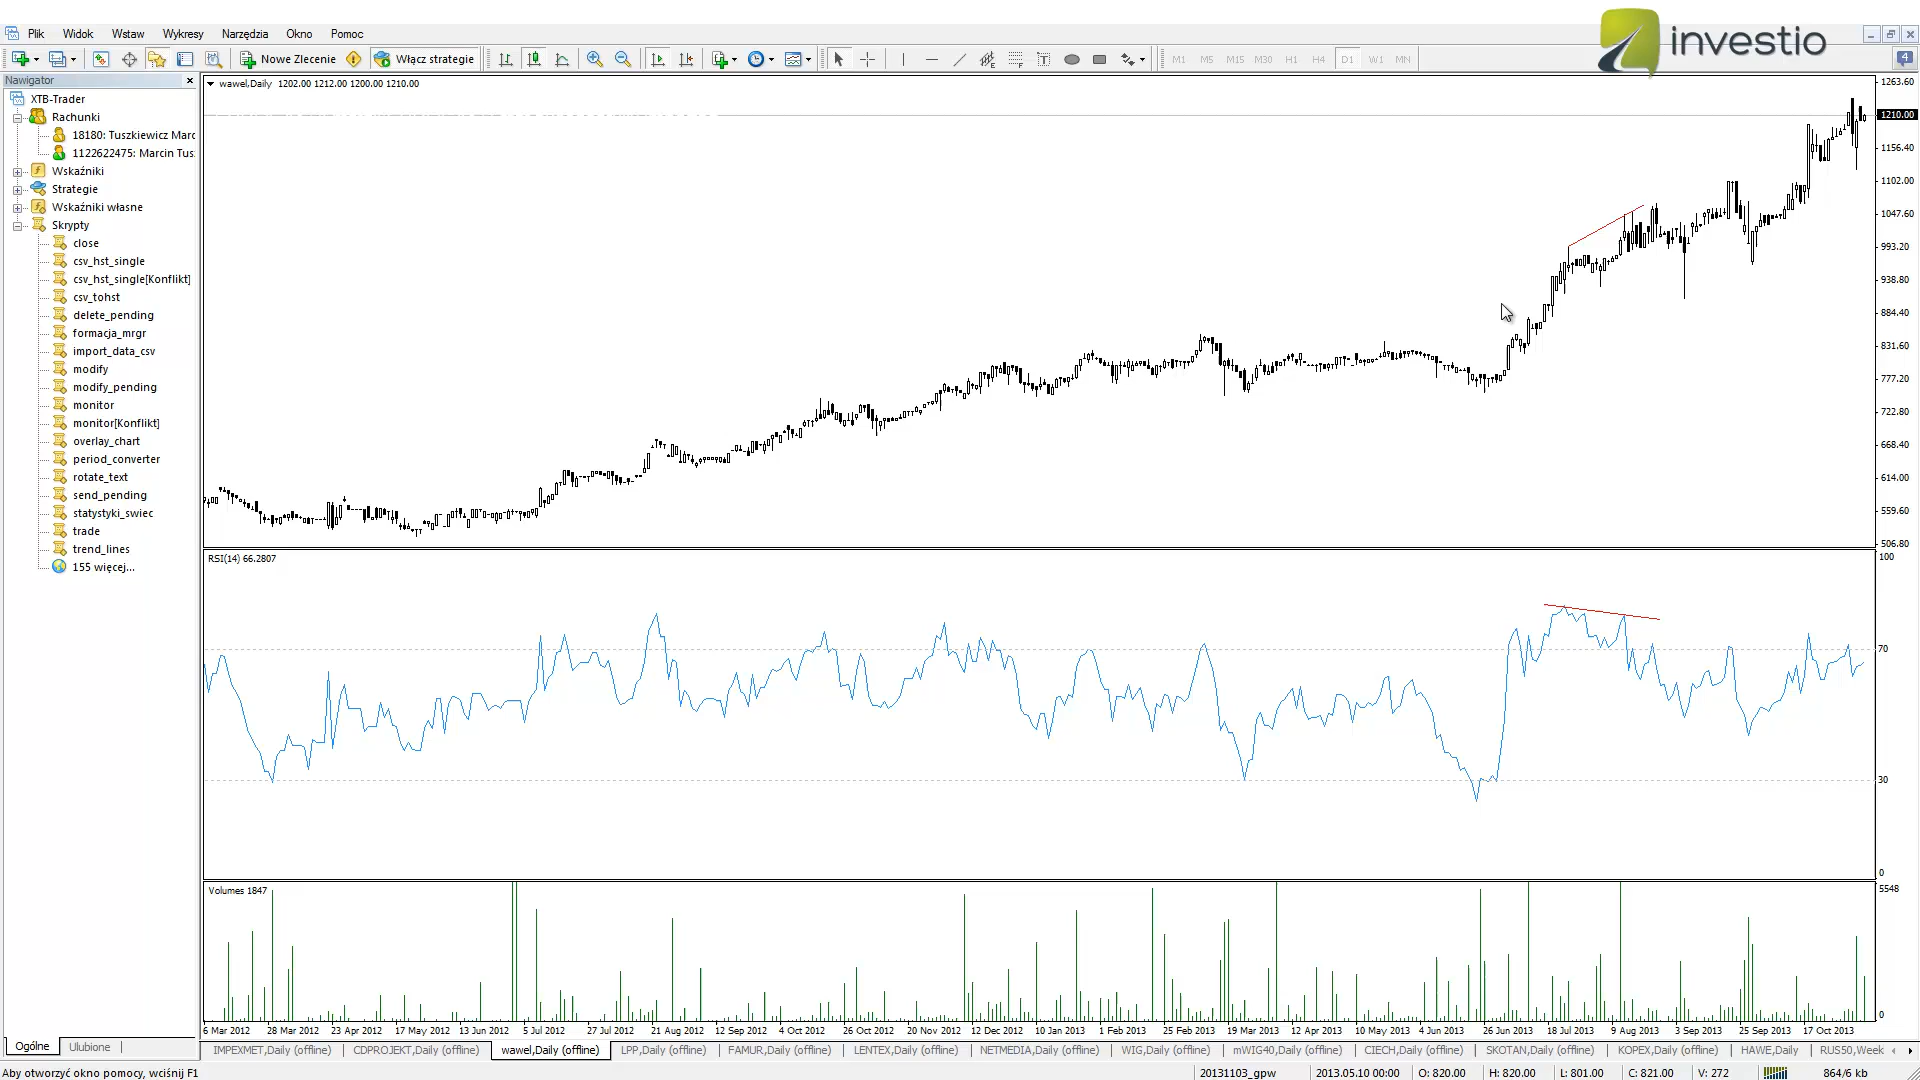 investio
Plik Widok Wstaw Wykresy Narzędzia Okno Pomoc
Nowe Zlecenie Włącz strategie M1 M5 M15 M30 H1 H4 D1 W1 MN 4
Nawigator
XTB-Trader
Rachunki
18180: Tuszkiewicz Marc
1122622475: Marcin Tus
Wskaźniki
Strategie
Wskaźniki własne
Skrypty
close
csv_hst_single
csv_hst_single[Konflikt]
csv_tohst
delete_pending
formacja_mrgr
import_data_csv
modify
modify_pending
monitor
monitor[Konflikt]
overlay_chart
period_converter
rotate_text
send_pending
statystyki_swiec
trade
trend_lines
155 więcej...
Ogólne Ulubione
wawel,Daily 1202.00 1212.00 1200.00 1210.00
1263.60
1210.00
1156.40
1102.00
1047.60
993.20
938.80
884.40
831.60
777.20
722.80
668.40
614.00
559.60
506.80
RSI(14) 66.2807
100
70
30
0
Volumes 1847
5548
0
6 Mar 2012 28 Mar 2012 23 Apr 2012 17 May 2012 13 Jun 2012 5 Jul 2012 27 Jul 2012 21 Aug 2012 12 Sep 2012 4 Oct 2012 26 Oct 2012 20 Nov 2012 12 Dec 2012 10 Jan 2013 1 Feb 2013 25 Feb 2013 19 Mar 2013 12 Apr 2013 10 May 2013 4 Jun 2013 26 Jun 2013 18 Jul 2013 9 Aug 2013 3 Sep 2013 25 Sep 2013 17 Oct 2013
IMPEXMET,Daily (offline) CDPROJEKT,Daily (offline) wawel,Daily (offline) LPP,Daily (offline) FAMUR,Daily (offline) LENTEX,Daily (offline) NETMEDIA,Daily (offline) WIG,Daily (offline) mWIG40,Daily (offline) CIECH,Daily (offline) SKOTAN,Daily (offline) KOPEX,Daily (offline) HAWE,Daily RUS50,Week
Aby otworzyć okno pomocy, wciśnij F1 20131103_gpw 2013.05.10 00:00 O: 820.00 H: 820.00 L: 801.00 C: 821.00 V: 272 864/6 kb